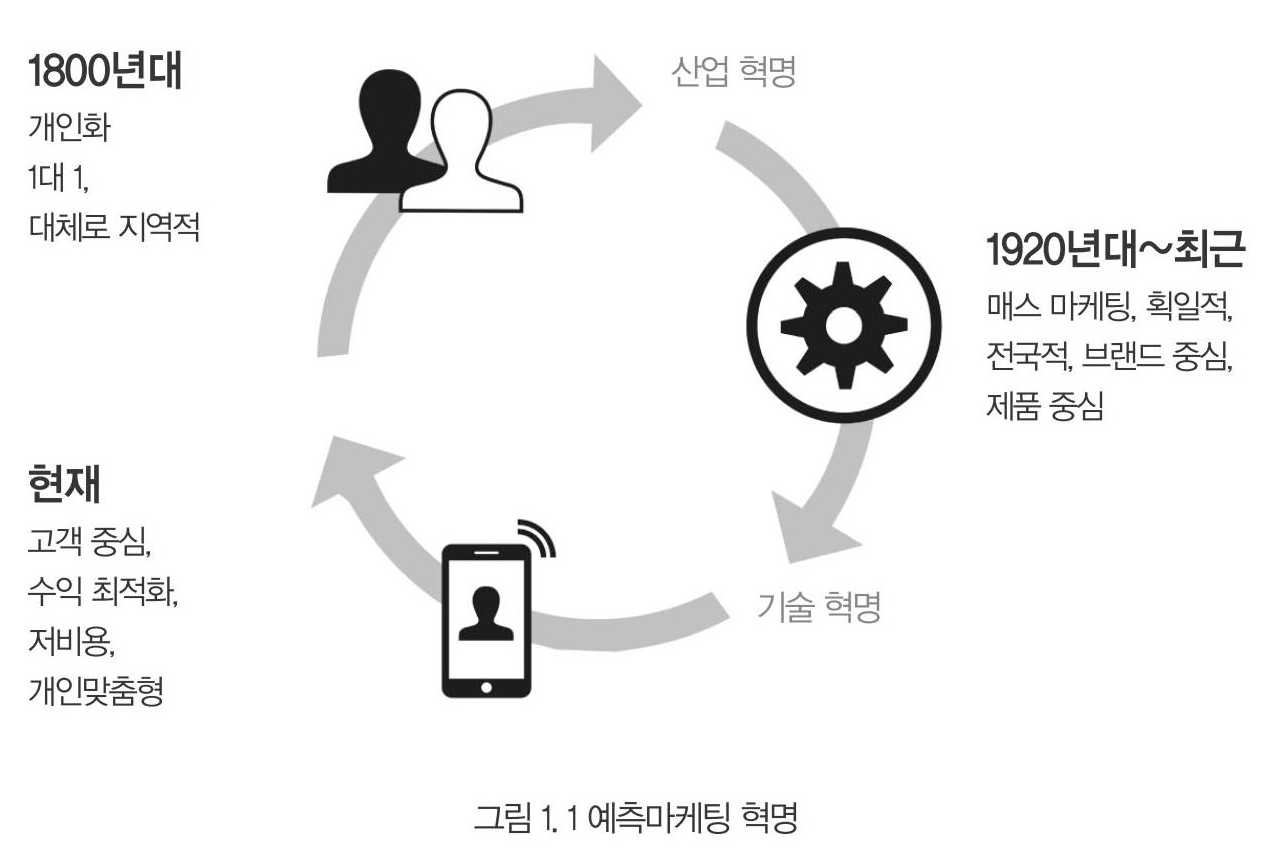 1800년대
개인화
1대 1,
대체로 지역적
산업 혁명
1920년대~최근
매스 마케팅, 획일적,
전국적, 브랜드 중심,
제품 중심
기술 혁명
현재
고객 중심,
수익 최적화,
저비용,
개인맞춤형
그림 1. 1 예측마케팅 혁명